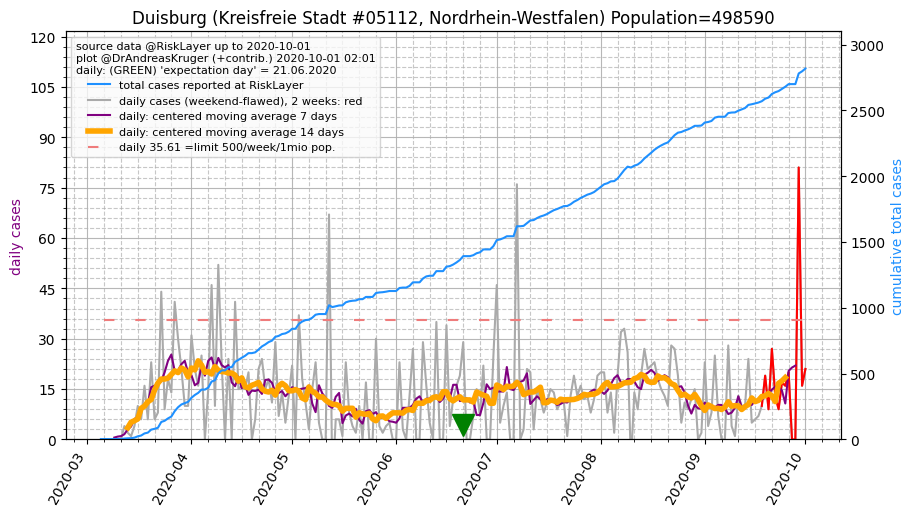 Duisburg (Kreisfreie Stadt #05112, Nordrhein-Westfalen) Population=498590
source data @RiskLayer up to 2020-10-01
plot @DrAndreasKruger (+contrib.) 2020-10-01 02:01
daily: (GREEN) 'expectation day' = 21.06.2020
total cases reported at RiskLayer
daily cases (weekend-flawed), 2 weeks: red
daily: centered moving average 7 days
daily: centered moving average 14 days
daily 35.61 =limit 500/week/1mio pop.
daily cases
120
105
90
75
60
45
30
15
0
cumulative total cases
3000
2500
2000
1500
1000
500
0
2020-03
2020-04
2020-05
2020-06
2020-07
2020-08
2020-09
2020-10